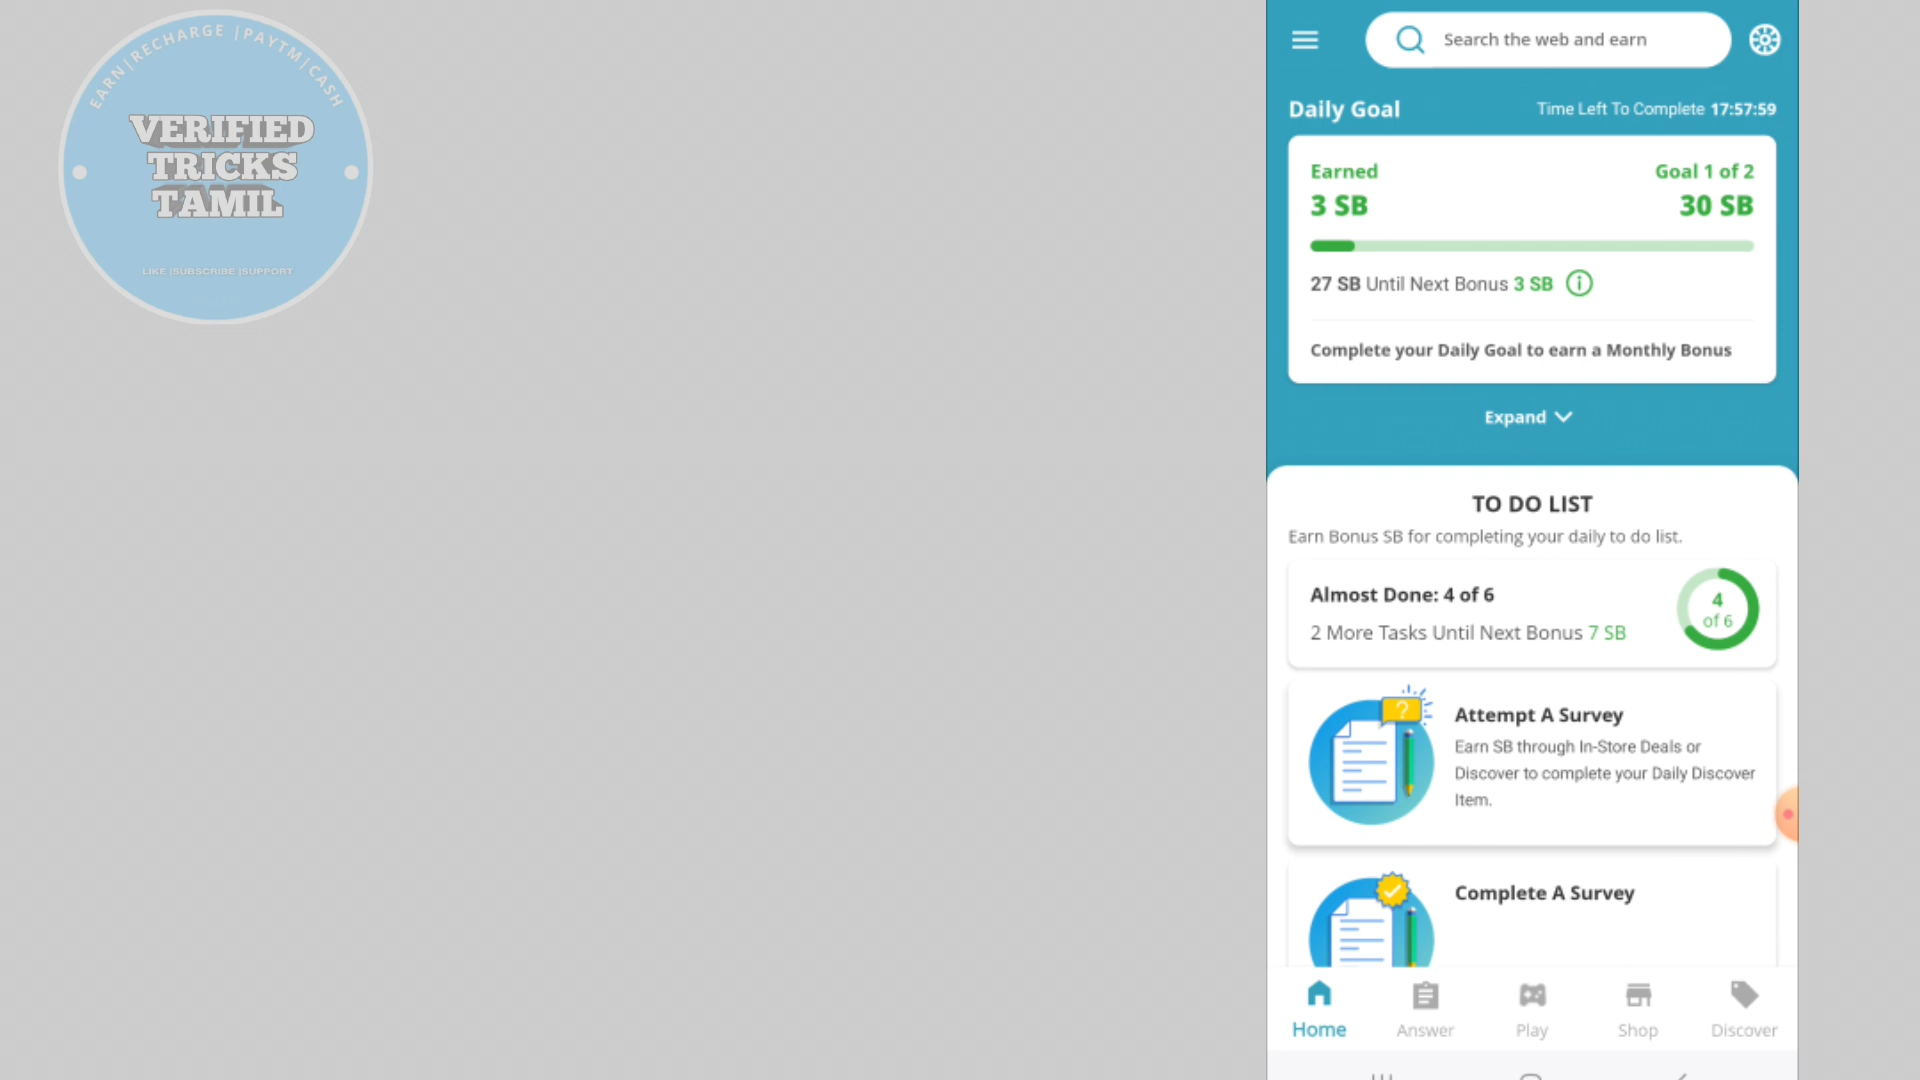 EARN|RECHARGE |PAYTM|CASH
VERIFIED
TRICKS
TAMIL
LIKE |SUBSCRIBE |SUPPORT
Search the web and earn
Daily Goal
Time Left To Complete 17:57:59
Earned
Goal 1 of 2
3 SB
30 SB
27 SB Until Next Bonus 3 SB
Complete your Daily Goal to earn a Monthly Bonus
Expand
TO DO LIST
Earn Bonus SB for completing your daily to do list.
Almost Done: 4 of 6
2 More Tasks Until Next Bonus 7 SB
4
of 6
Attempt A Survey
Earn SB through In-Store Deals or
Discover to complete your Daily Discover
Item.
Complete A Survey
Home
Answer
Play
Shop
Discover